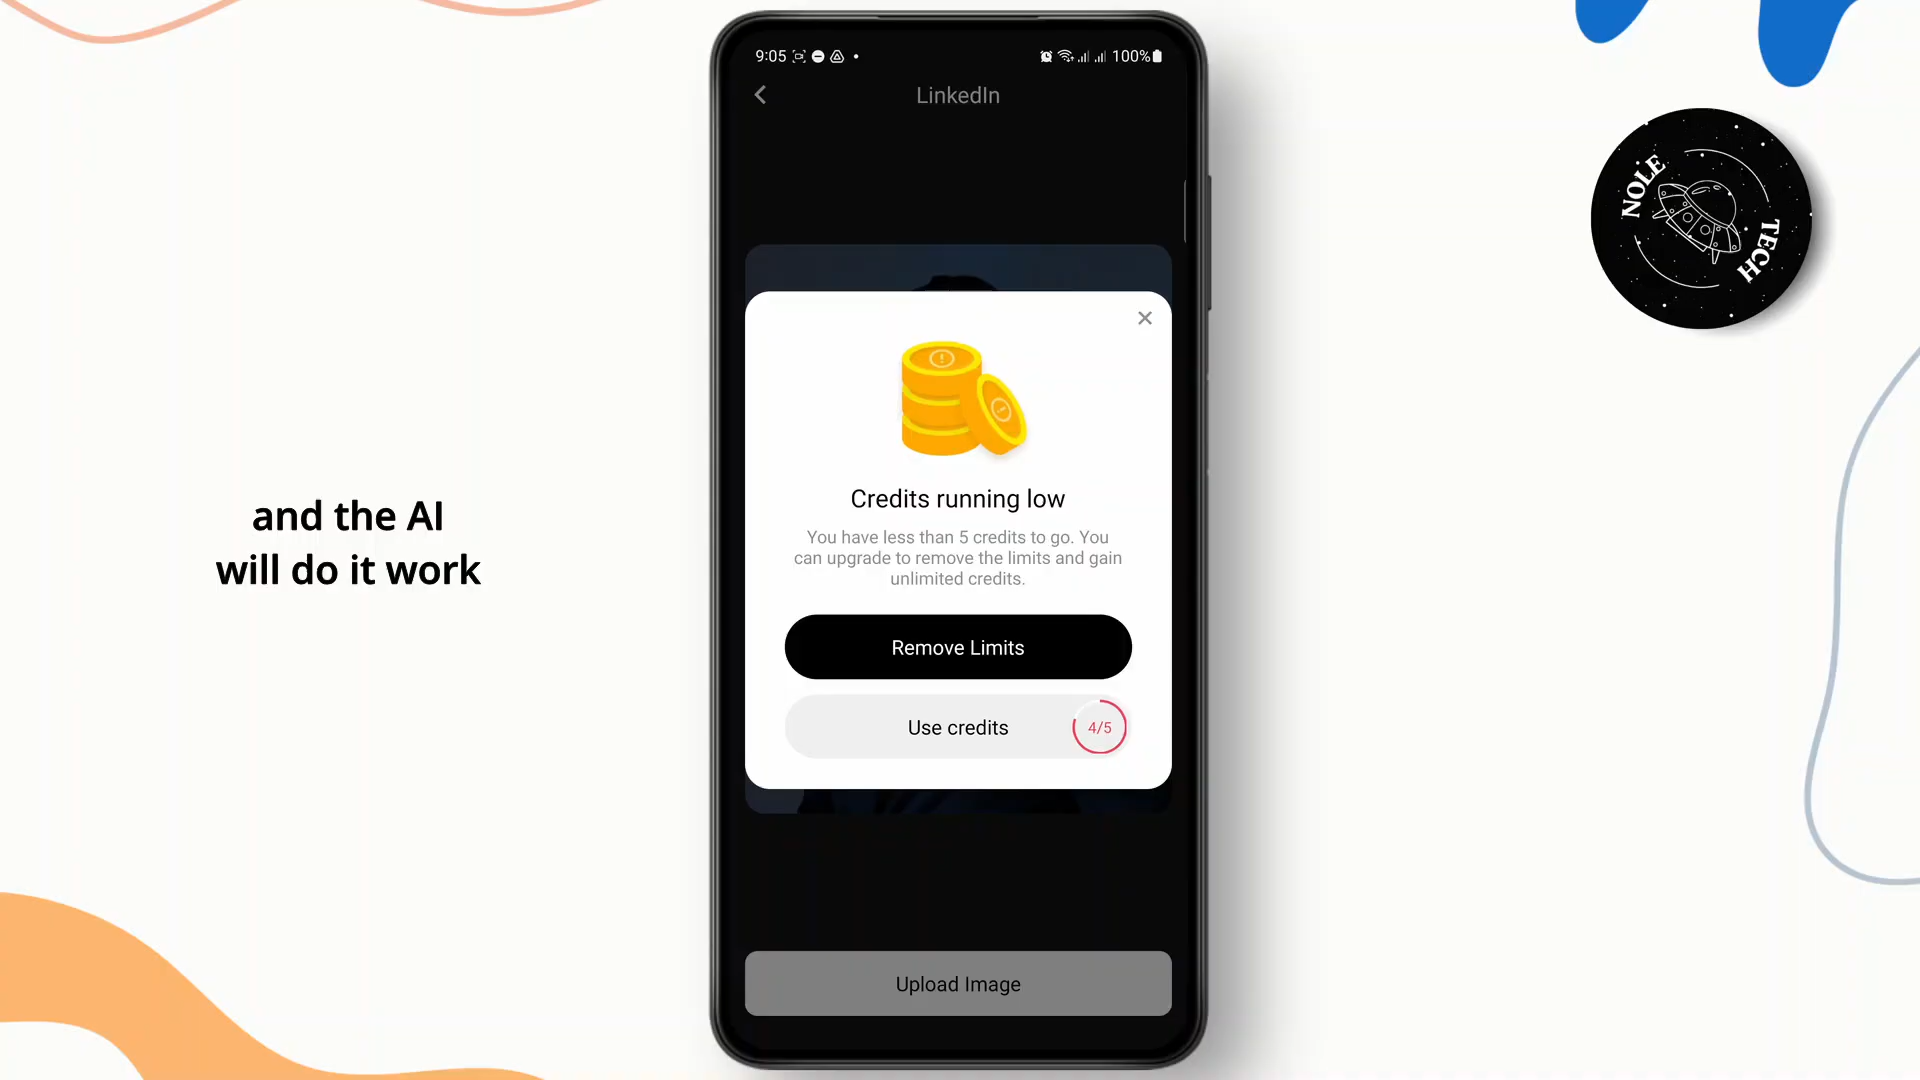 9:05
100%
LinkedIn
NOLE
TECH
Credits running low
You have less than 5 credits to go. You
can upgrade to remove the limits and gain
unlimited credits.
Remove Limits
Use credits
4/5
Upload Image
and the AI
will do it work